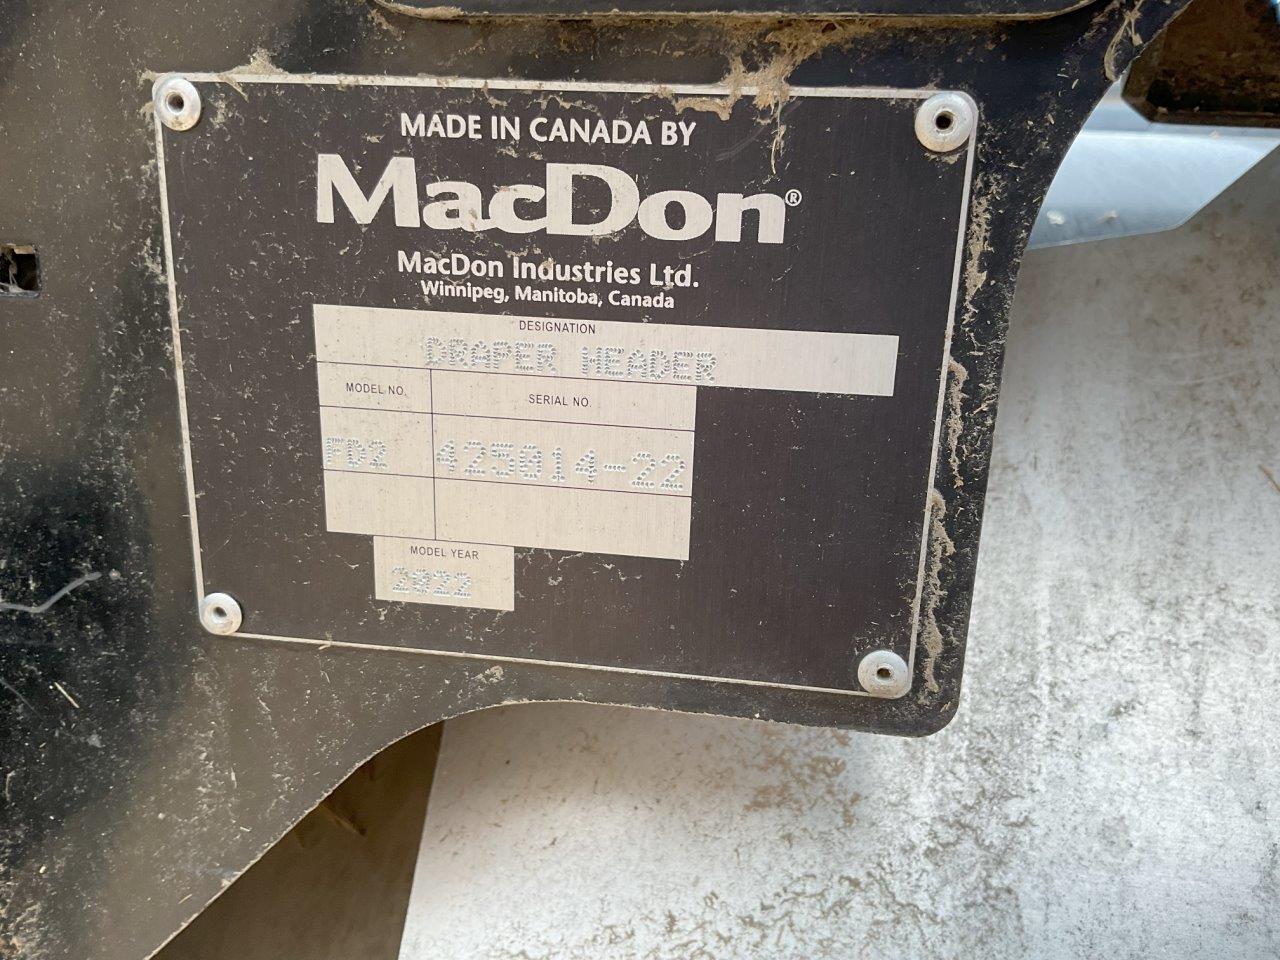 MADE IN CANADA BY
MacDon®
MacDon Industries Ltd.
Winnipeg, Manitoba, Canada
DESIGNATION
DRAPER HEADER
MODEL NO. SERIAL NO.
FD2 425014-22
MODEL YEAR
2022